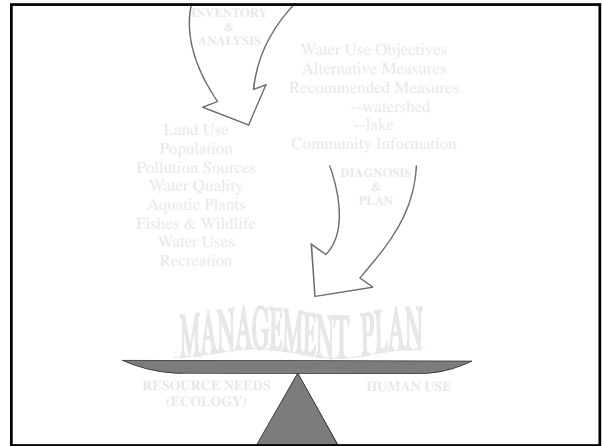 INVENTORY
&
ANALYSIS
Water Use Objectives
Alternative Measures
Recommended Measures
--watershed
--lake
Community Information
Land Use
Population
Pollution Sources
Water Quality
Aquatic Plants
Fishes & Wildlife
Water Uses
Recreation
DIAGNOSIS
&
PLAN
MANAGEMENT PLAN
RESOURCE NEEDS
(ECOLOGY)
HUMAN USE